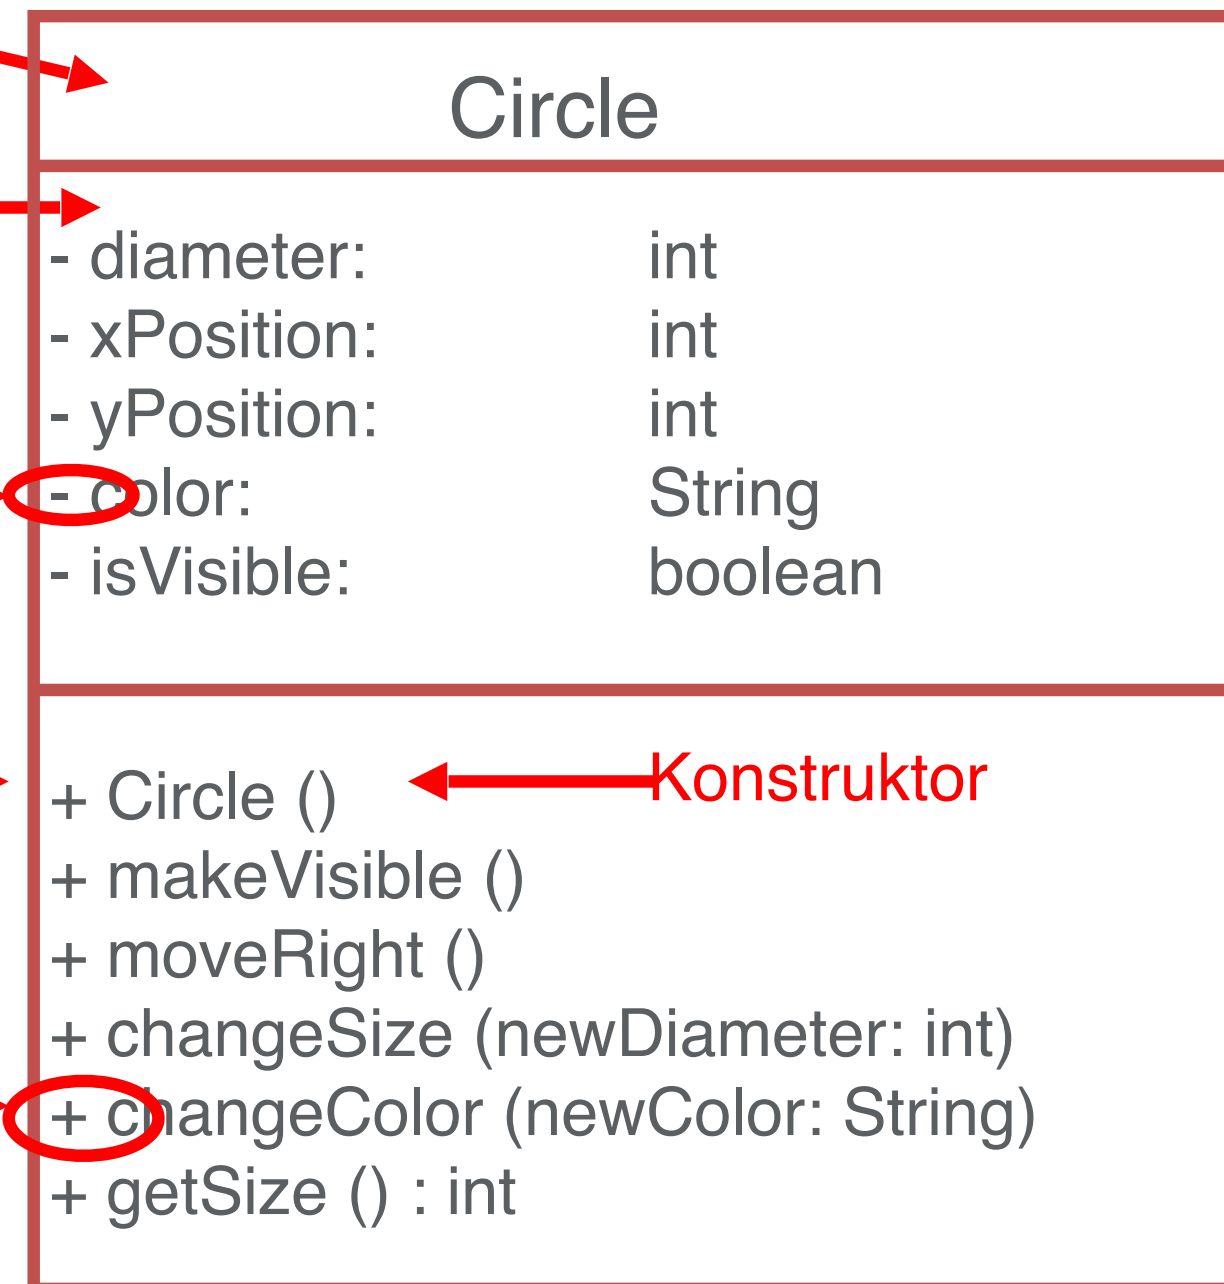 Circle
- diameter: int
- xPosition: int
- yPosition: int
- color: String
- isVisible: boolean
+ Circle () Konstruktor
+ makeVisible ()
+ moveRight ()
+ changeSize (newDiameter: int)
+ changeColor (newColor: String)
+ getSize () : int